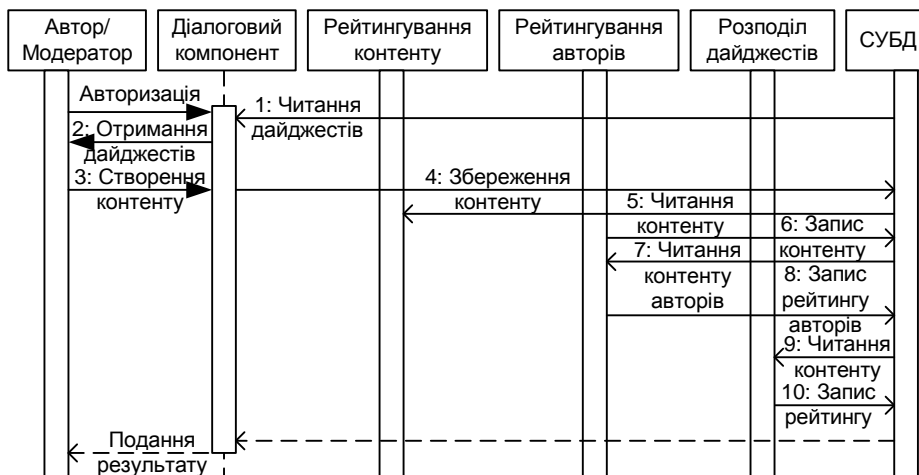 Автор/
Модератор
Діалоговий
компонент
Рейтингування
контенту
Рейтингування
авторів
Розподіл
дайджестів
СУБД
Авторизація
1: Читання
дайджестів
2: Отримання
дайджестів
3: Створення
контенту
4: Збереження
контенту
5: Читання
контенту
6: Запис
контенту
7: Читання
контенту
авторів
8: Запис
рейтингу
авторів
9: Читання
контенту
10: Запис
рейтингу
Подання
результату